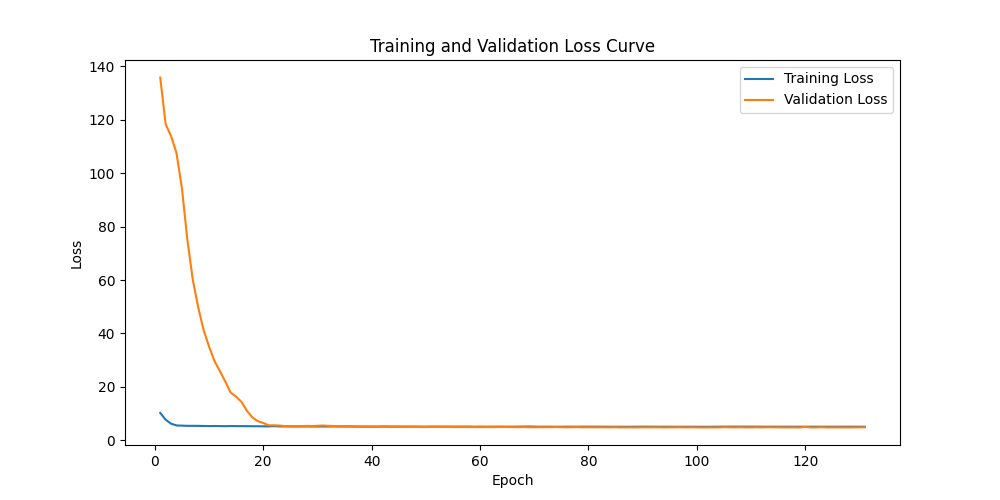 Training and Validation Loss Curve
Training Loss
Validation Loss
140
120
100
80
60
40
20
0
Loss
0 20 40 60 80 100 120
Epoch